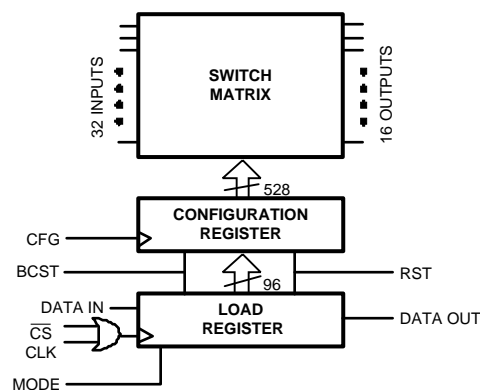 SWITCH
MATRIX
32 INPUTS
16 OUTPUTS
528
CONFIGURATION
REGISTER
CFG
BCST
RST
96
DATA IN
LOAD
REGISTER
DATA OUT
C̅S̅
CLK
MODE